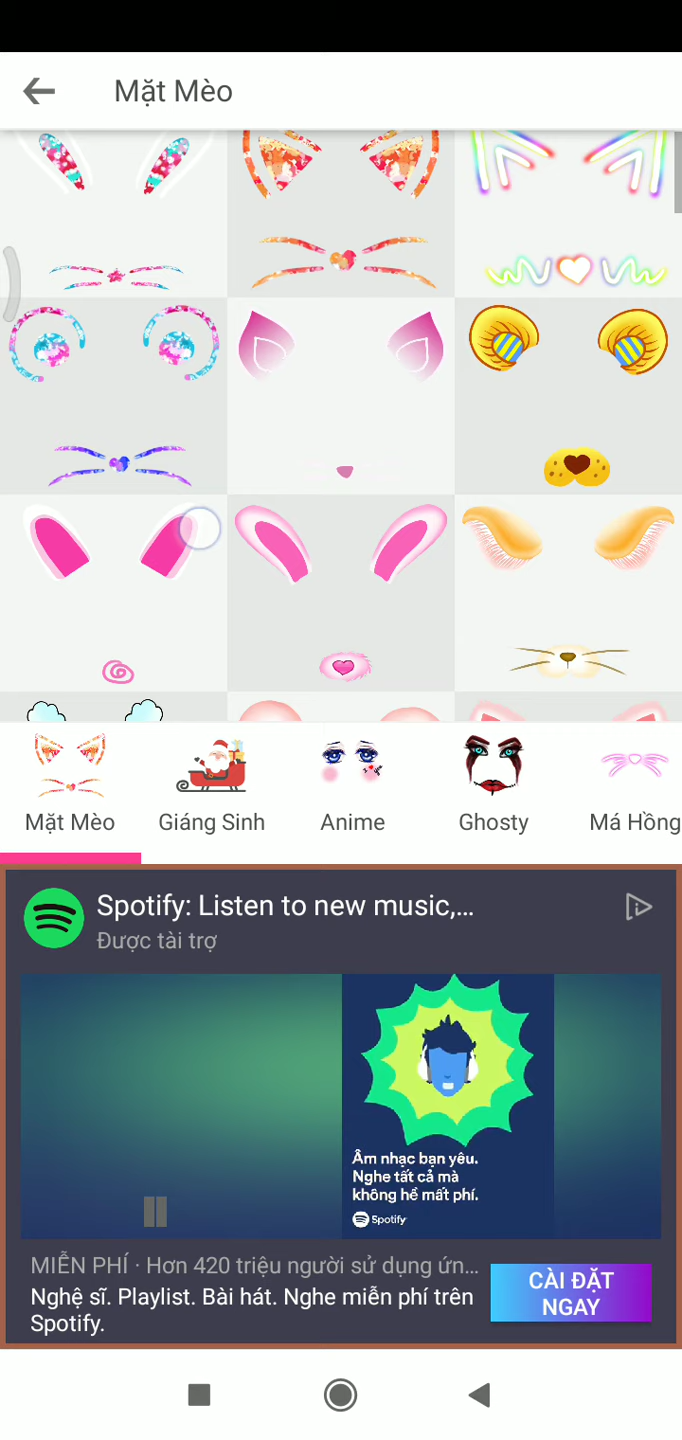 Mặt Mèo
Mặt Mèo
Giáng Sinh
Anime
Ghosty
Má Hồng
Spotify: Listen to new music,...
Được tài trợ
Âm nhạc bạn yêu.
Nghe tất cả mà
không hề mất phí.
Spotify
MIỄN PHÍ · Hơn 420 triệu người sử dụng ứn...
Nghệ sĩ. Playlist. Bài hát. Nghe miễn phí trên
Spotify.
CÀI ĐẶT
NGAY